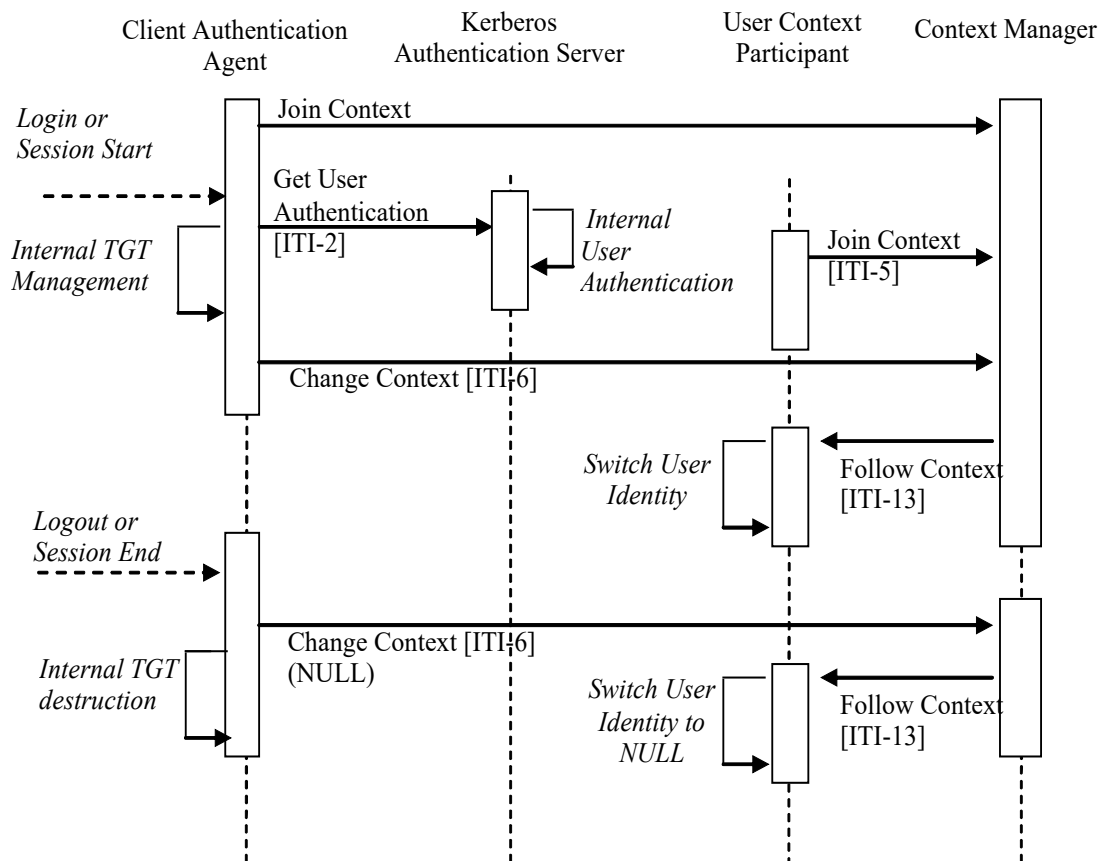 Client Authentication
Agent
Kerberos
Authentication Server
User Context
Participant
Context Manager
Join Context
Login or
Session Start
Get User
Authentication
[ITI-2]
Internal
User
Authentication
Internal TGT
Management
Join Context
[ITI-5]
Change Context [ITI-6]
Switch User
Identity
Follow Context
[ITI-13]
Logout or
Session End
Change Context [ITI-6]
(NULL)
Internal TGT
destruction
Switch User
Identity to
NULL
Follow Context
[ITI-13]